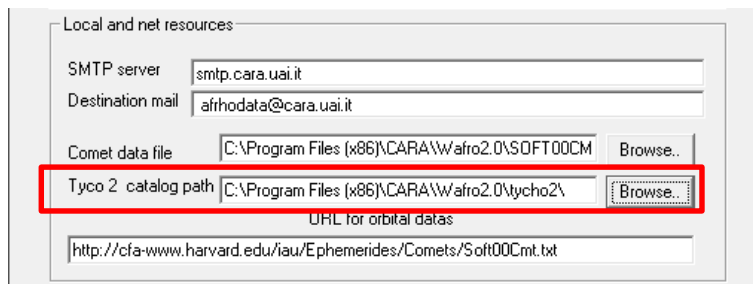 Local and net resources
SMTP server smtp.cara.uai.it
Destination mail afrhodata@cara.uai.it
Comet data file C:\Program Files (x86)\CARA\Wafro2.0\SOFT00CM Browse..
Tyco 2 catalog path C:\Program Files (x86)\CARA\Wafro2.0\tycho2\ Browse..
URL for orbital datas
http://cfa-www.harvard.edu/iau/Ephemerides/Comets/Soft00Cmt.txt